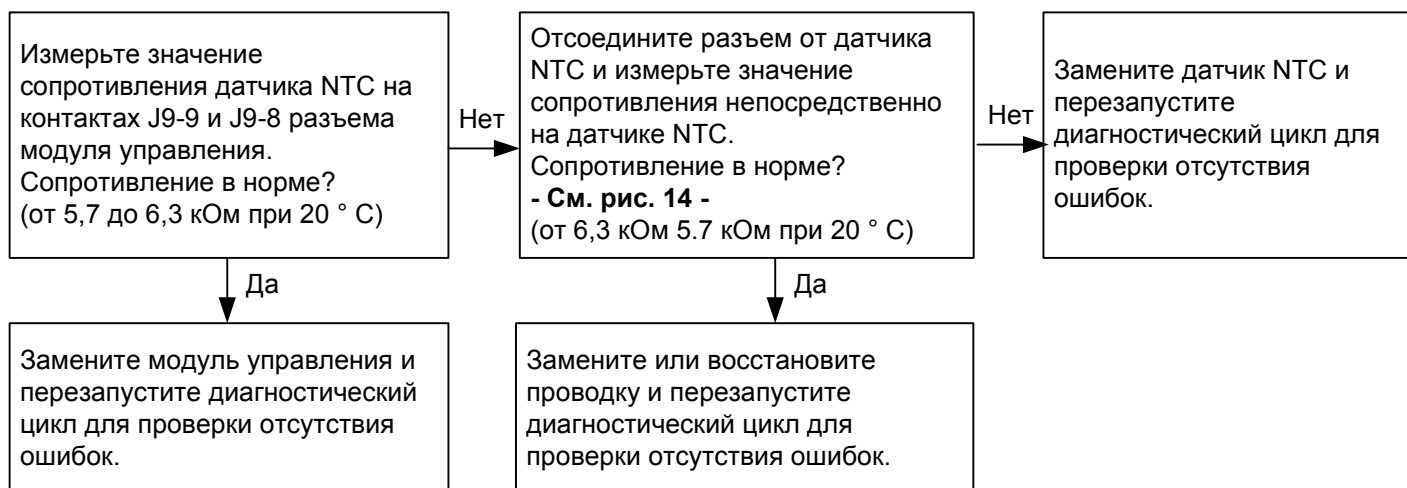 Измерьте значение
сопротивления датчика NTC на
контактах J9-9 и J9-8 разъема
модуля управления.
Сопротивление в норме?
(от 5,7 до 6,3 кОм при 20 ° C)
Нет
Отсоедините разъем от датчика
NTC и измерьте значение
сопротивления непосредственно
на датчике NTC.
Сопротивление в норме?
- См. рис. 14 -
(от 6,3 кОм 5.7 кОм при 20 ° C)
Нет
Замените датчик NTC и
перезапустите
диагностический цикл для
проверки отсутствия
ошибок.
Да
Да
Замените модуль управления и
перезапустите диагностический
цикл для проверки отсутствия
ошибок.
Замените или восстановите
проводку и перезапустите
диагностический цикл для
проверки отсутствия ошибок.